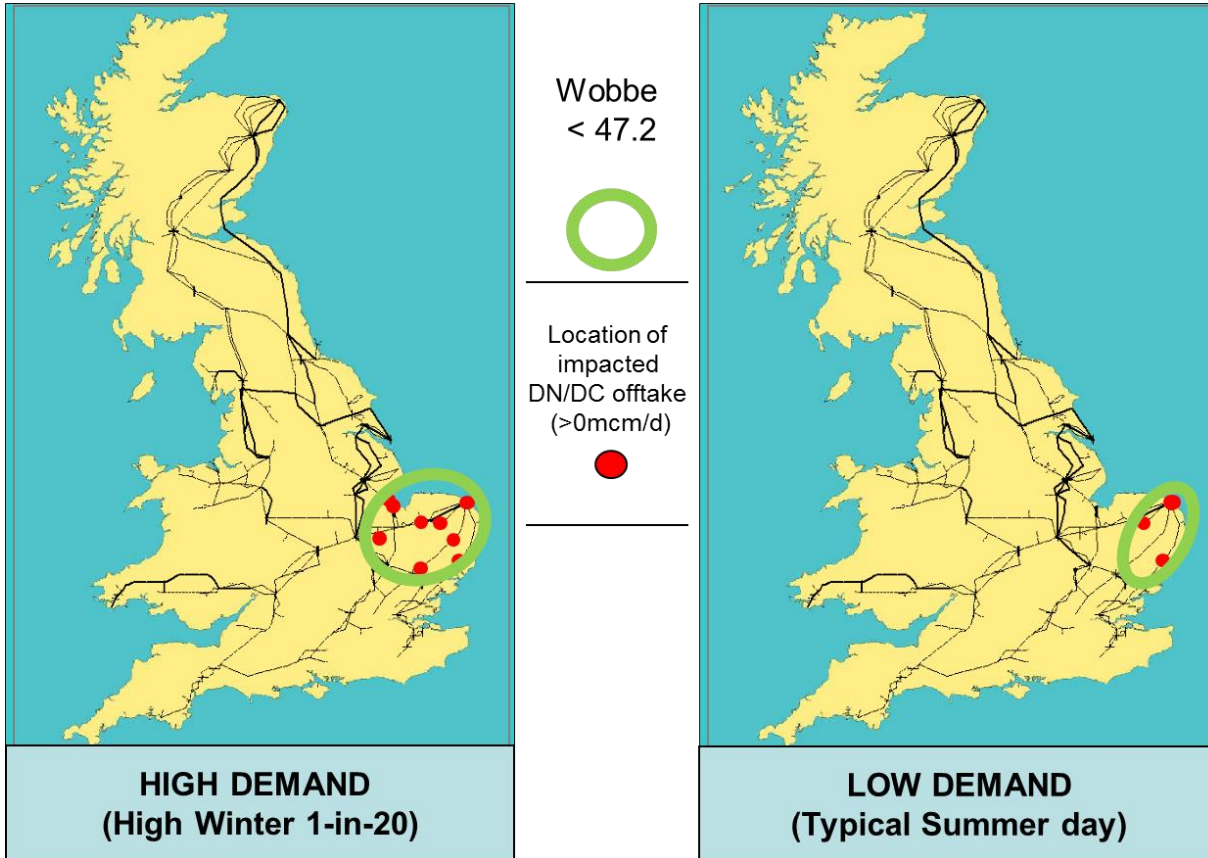 Wobbe
< 47.2
Location of
impacted
DN/DC offtake
(>0mcm/d)
HIGH DEMAND
(High Winter 1-in-20)
LOW DEMAND
(Typical Summer day)